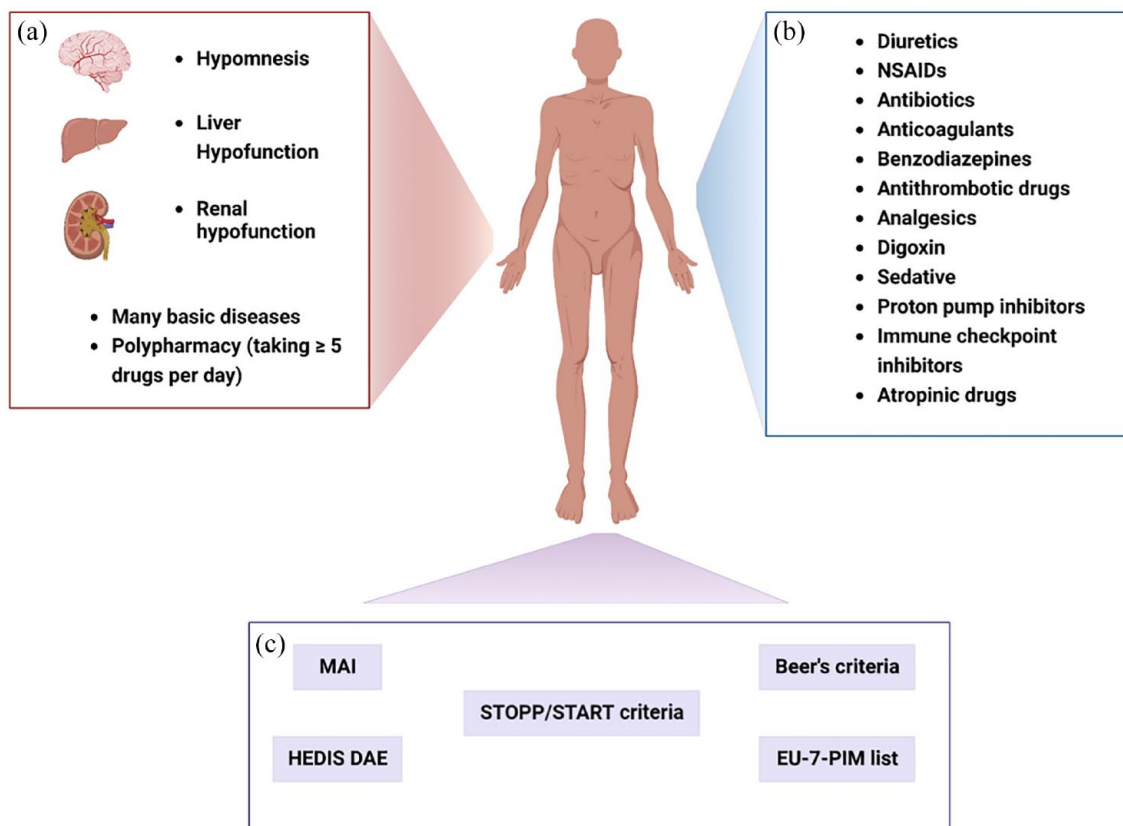 (a)
• Hypomnesis
• Liver
Hypofunction
• Renal
hypofunction
• Many basic diseases
• Polypharmacy (taking ≥ 5
drugs per day)
(b)
• Diuretics
• NSAIDs
• Antibiotics
• Anticoagulants
• Benzodiazepines
• Antithrombotic drugs
• Analgesics
• Digoxin
• Sedative
• Proton pump inhibitors
• Immune checkpoint
inhibitors
• Atropinic drugs
(c)
MAI
Beer's criteria
STOPP/START criteria
HEDIS DAE
EU-7-PIM list